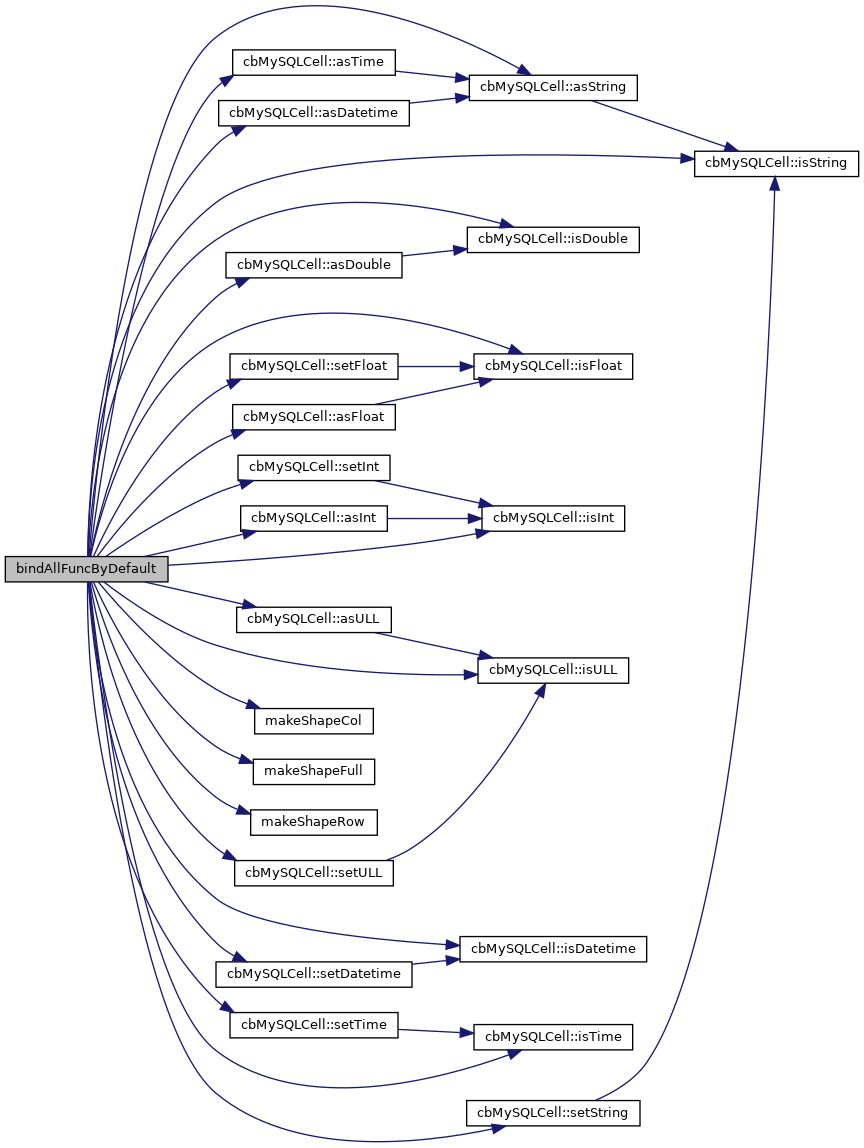 cbMySQLCell::asTime
cbMySQLCell::asString
cbMySQLCell::asDatetime
cbMySQLCell::isString
cbMySQLCell::isDouble
cbMySQLCell::asDouble
cbMySQLCell::setFloat
cbMySQLCell::isFloat
cbMySQLCell::asFloat
cbMySQLCell::setInt
cbMySQLCell::asInt
cbMySQLCell::isInt
bindAllFuncByDefault
cbMySQLCell::asULL
cbMySQLCell::isULL
makeShapeCol
makeShapeFull
makeShapeRow
cbMySQLCell::setULL
cbMySQLCell::isDatetime
cbMySQLCell::setDatetime
cbMySQLCell::setTime
cbMySQLCell::isTime
cbMySQLCell::setString